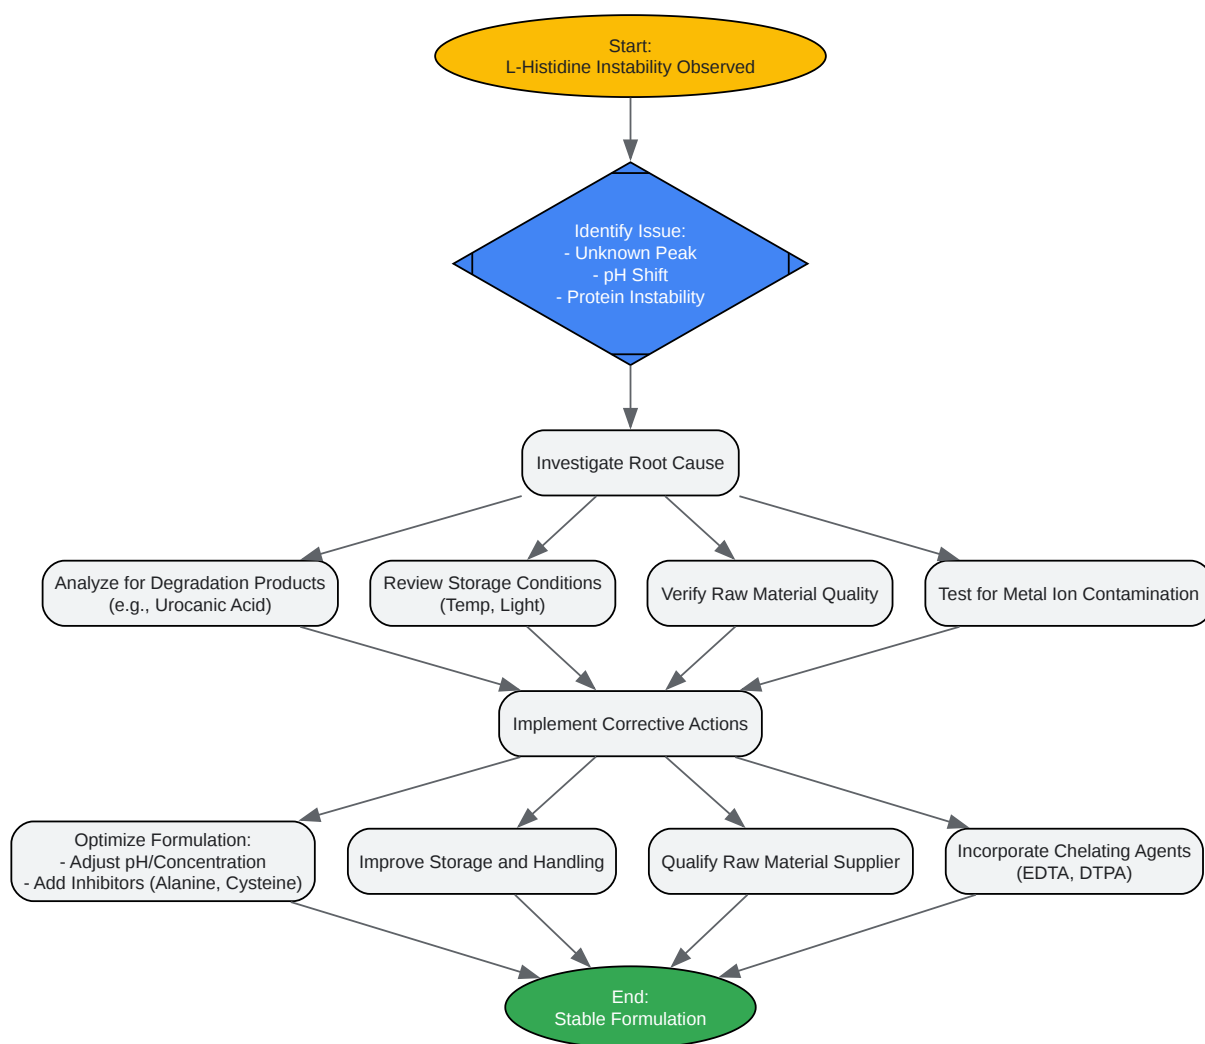 Start:
L-Histidine Instability Observed
Identify Issue:
- Unknown Peak
- pH Shift
- Protein Instability
Investigate Root Cause
Analyze for Degradation Products
(e.g., Urocanic Acid)
Review Storage Conditions
(Temp, Light)
Verify Raw Material Quality
Test for Metal Ion Contamination
Implement Corrective Actions
Optimize Formulation:
- Adjust pH/Concentration
- Add Inhibitors (Alanine, Cysteine)
Improve Storage and Handling
Qualify Raw Material Supplier
Incorporate Chelating Agents
(EDTA, DTPA)
End:
Stable Formulation